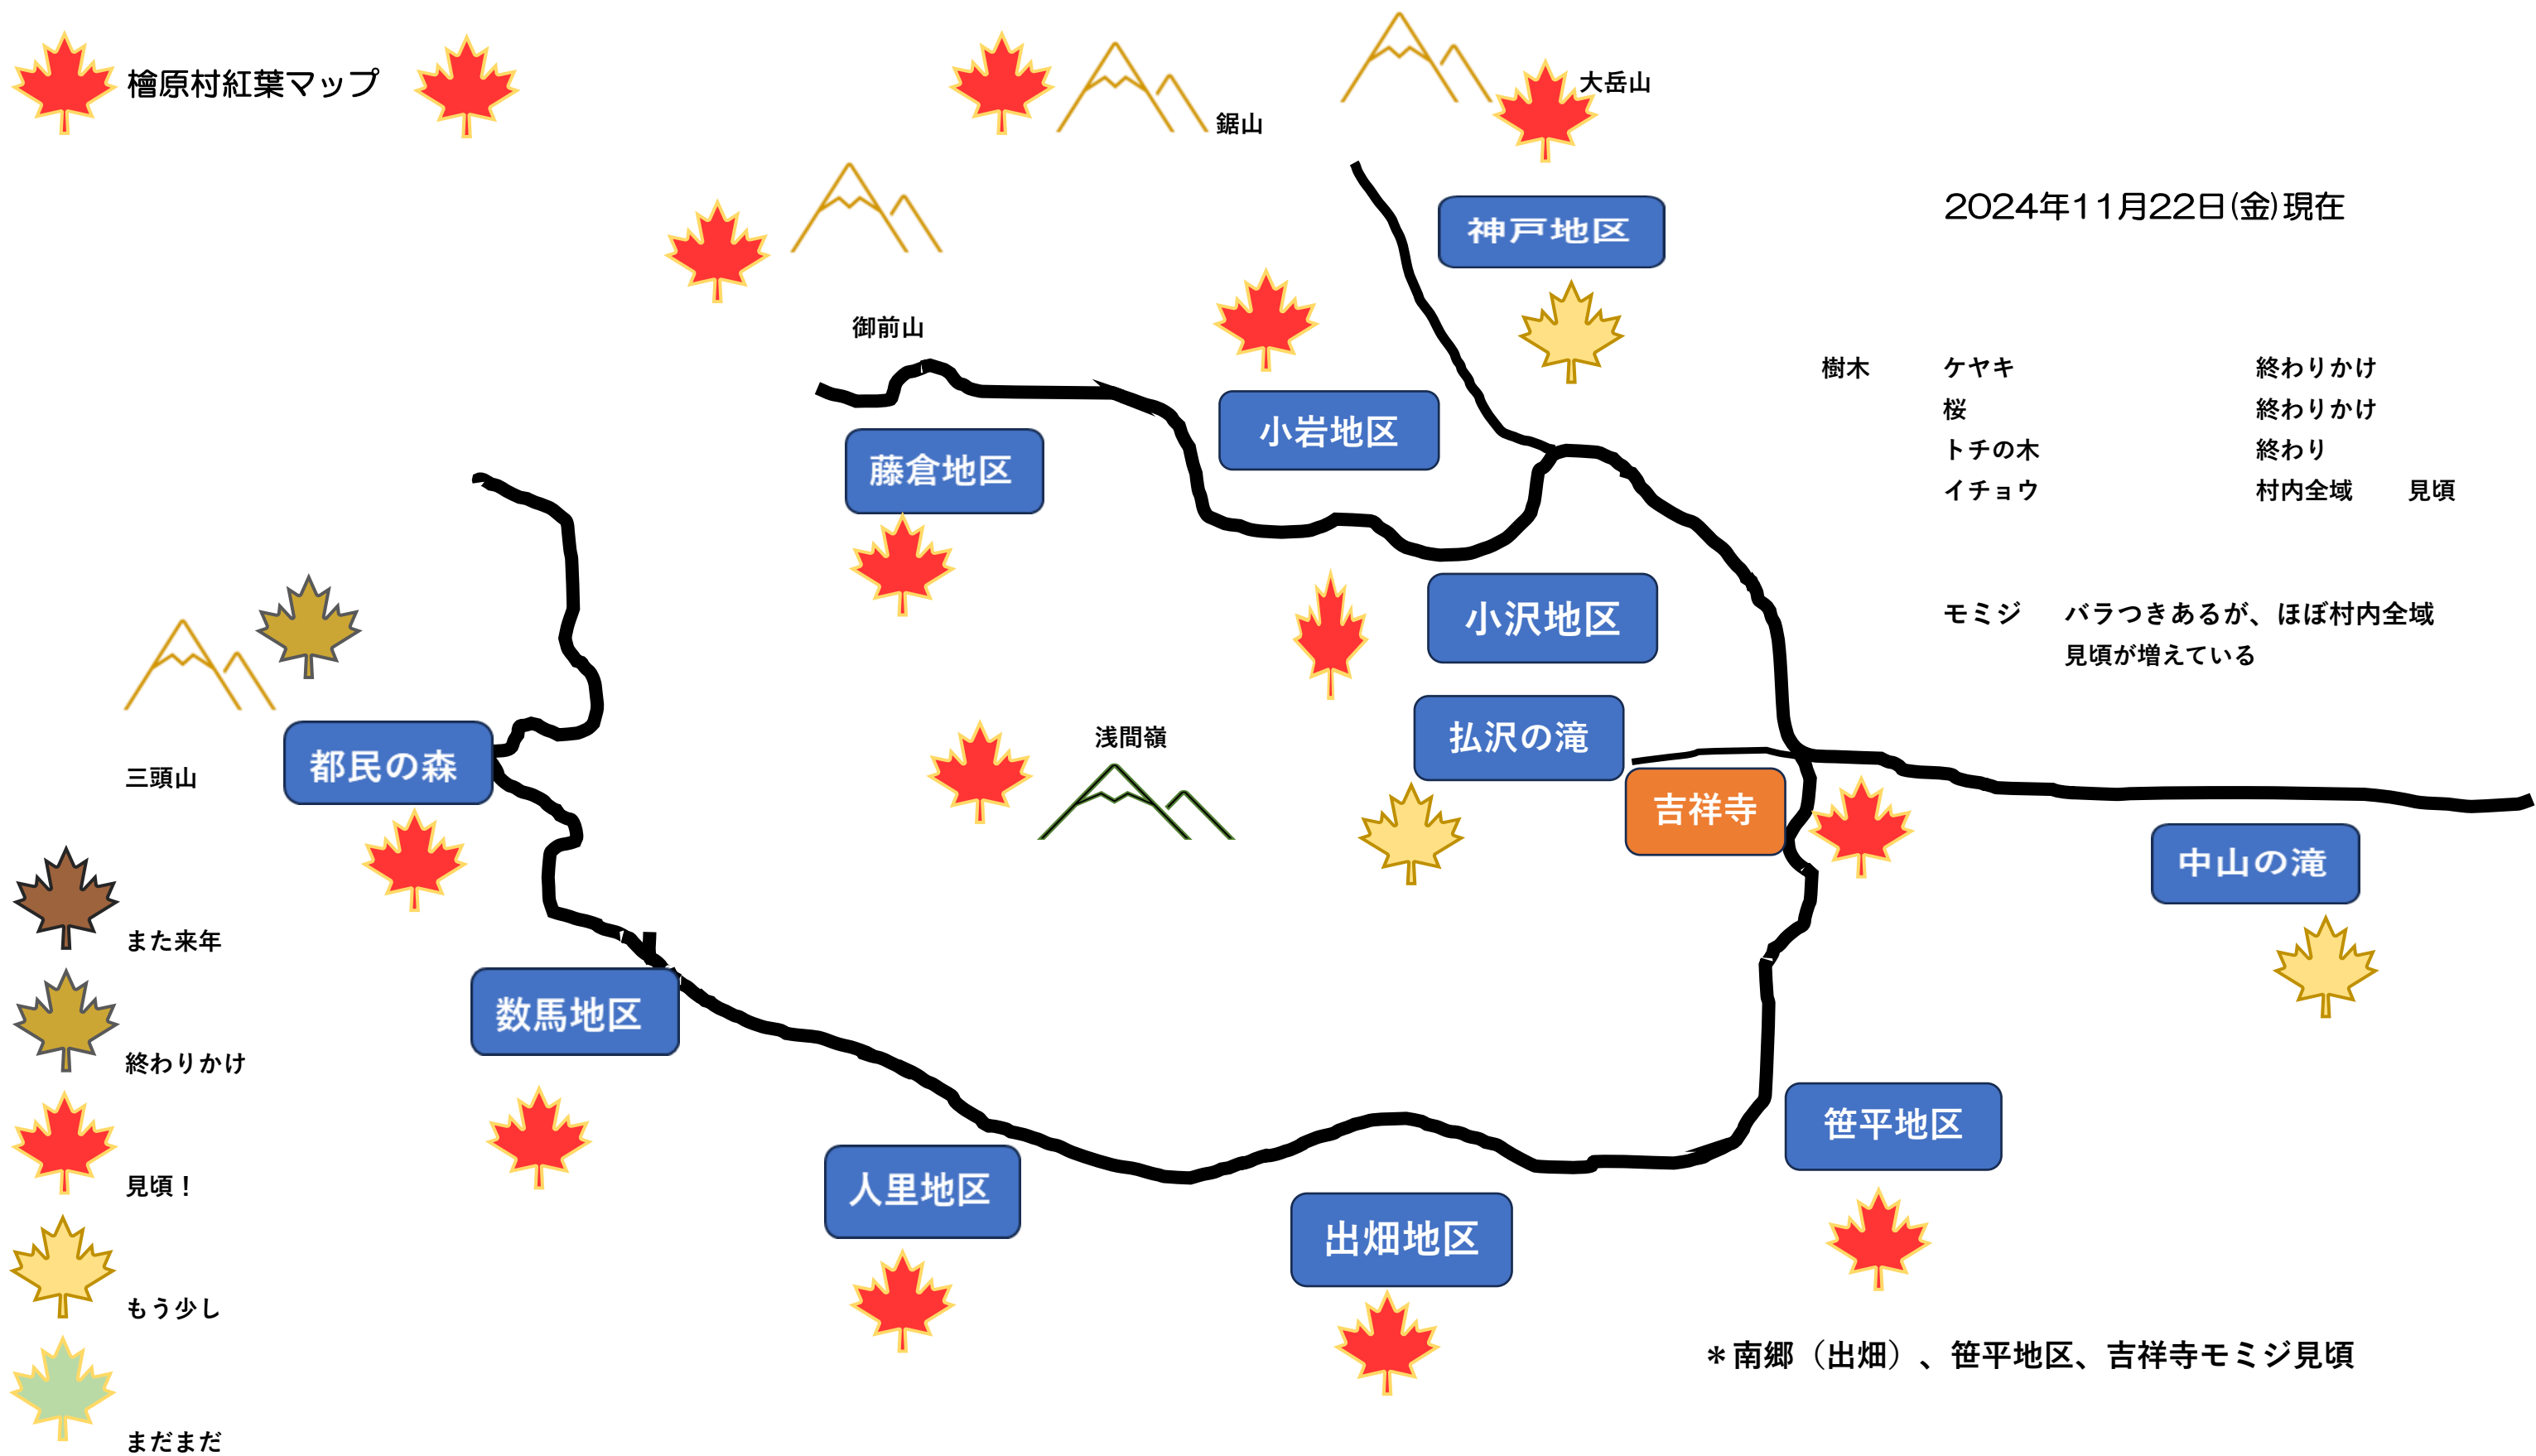 檜原村紅葉マップ
鋸山
大岳山
2024年11月22日(金)現在
神戸地区
御前山
樹木 ケヤキ 終わりかけ
桜 終わりかけ
トチの木 終わり
イチョウ 村内全域 見頃
小岩地区
藤倉地区
小沢地区
モミジ バラつきあるが、ほぼ村内全域
見頃が増えている
払沢の滝
浅間嶺
都民の森
三頭山
吉祥寺
中山の滝
また来年
数馬地区
終わりかけ
笹平地区
見頃！
人里地区
出畑地区
もう少し
＊南郷（出畑）、笹平地区、吉祥寺モミジ見頃
まだまだ